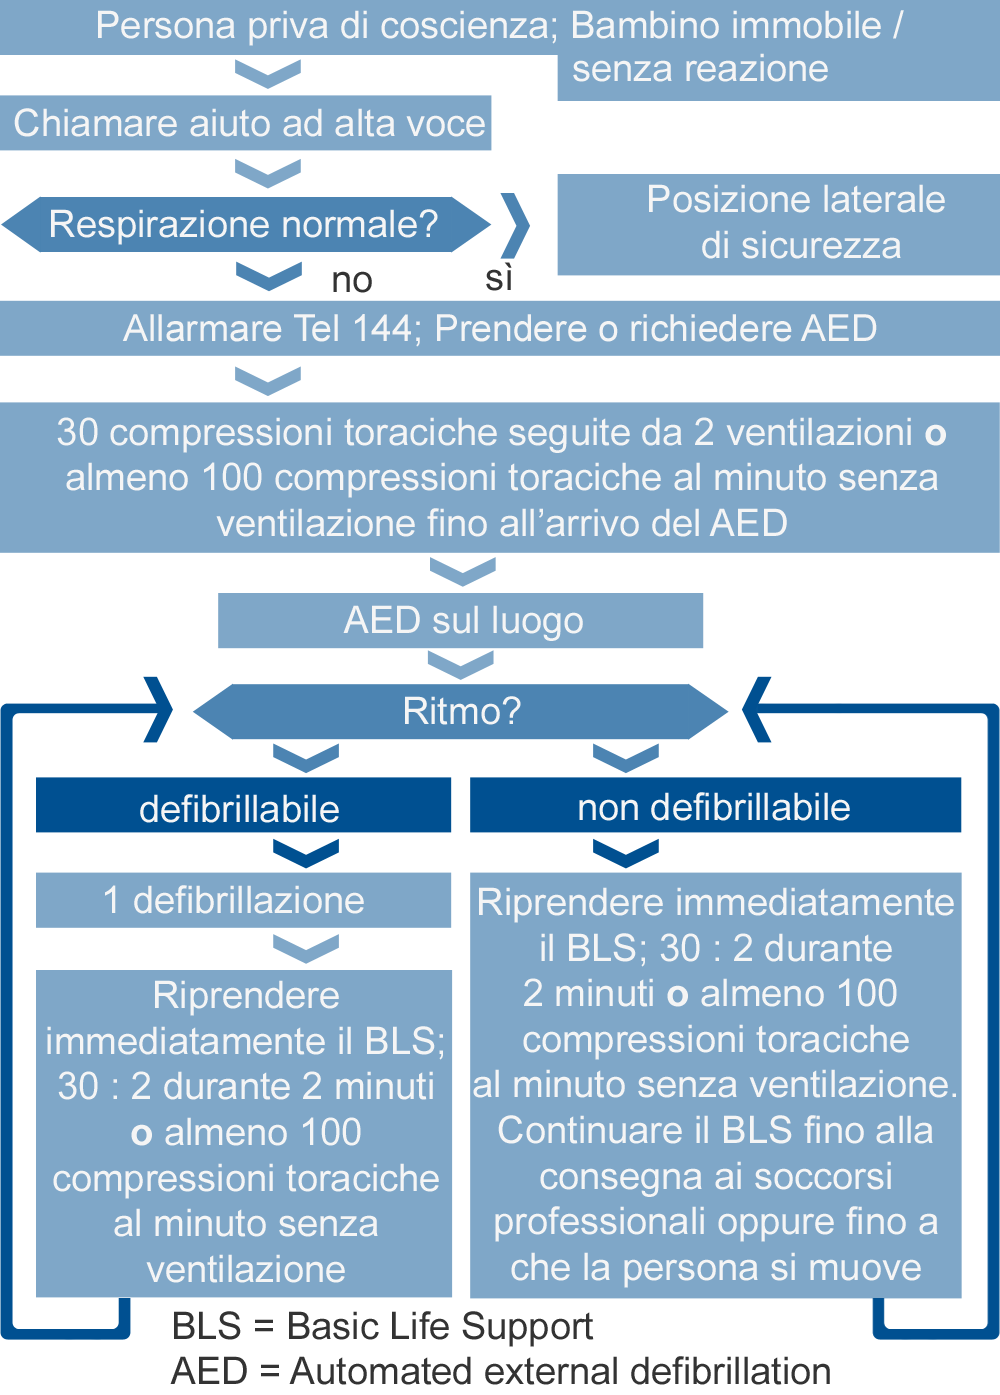 Persona priva di coscienza; Bambino immobile /
senza reazione
Chiamare aiuto ad alta voce
Respirazione normale?
Posizione laterale
di sicurezza
no
sì
Allarmare Tel 144; Prendere o richiedere AED
30 compressioni toraciche seguite da 2 ventilazioni o
almeno 100 compressioni toraciche al minuto senza
ventilazione fino all’arrivo del AED
AED sul luogo
Ritmo?
defibrillabile
1 defibrillazione
Riprendere
immediatamente il BLS;
30 : 2 durante 2 minuti
o almeno 100
compressioni toraciche
al minuto senza
ventilazione
non defibrillabile
Riprendere immediatamente
il BLS; 30 : 2 durante
2 minuti o almeno 100
compressioni toraciche
al minuto senza ventilazione.
Continuare il BLS fino alla
consegna ai soccorsi
professionali oppure fino a
che la persona si muove
BLS = Basic Life Support
AED = Automated external defibrillation